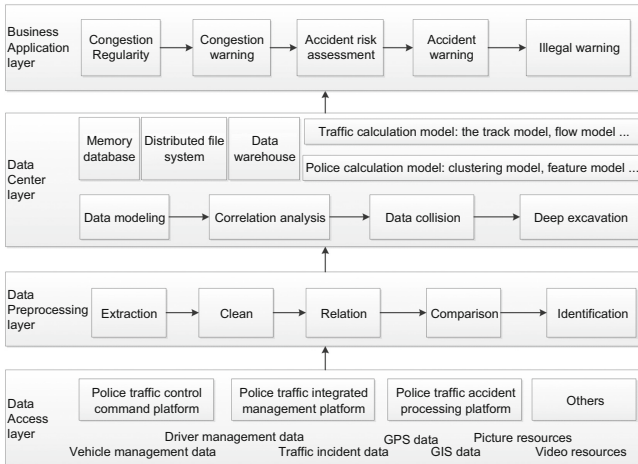 Business
Application
layer
Congestion
Regularity
Congestion
warning
Accident risk
assessment
Accident
warning
Illegal warning
Data
Center
layer
Memory
database
Distributed file
system
Data
warehouse
Traffic calculation model: the track model, flow model ...
Police calculation model: clustering model, feature model ...
Data modeling
Correlation analysis
Data collision
Deep excavation
Data
Preprocessing
layer
Extraction
Clean
Relation
Comparison
Identification
Data
Access
layer
Police traffic control
command platform
Police traffic integrated
management platform
Police traffic accident
processing platform
Others
Driver management data
GPS data
Picture resources
Vehicle management data
Traffic incident data
GIS data
Video resources